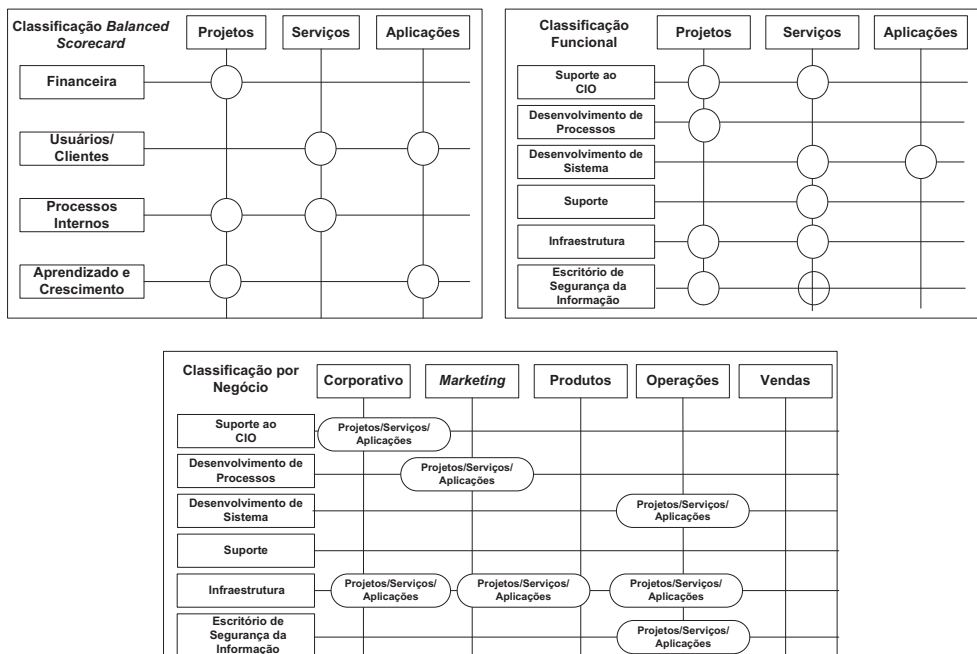 Classificação Balanced
Scorecard
Projetos
Serviços
Aplicações
Financeira
Usuários/
Clientes
Processos
Internos
Aprendizado e
Crescimento
Classificação
Funcional
Projetos
Serviços
Aplicações
Suporte ao
CIO
Desenvolvimento de
Processos
Desenvolvimento de
Sistema
Suporte
Infraestrutura
Escritório de
Segurança da
Informação
Classificação por
Negócio
Corporativo
Marketing
Produtos
Operações
Vendas
Suporte ao
CIO
Projetos/Serviços/
Aplicações
Desenvolvimento de
Processos
Projetos/Serviços/
Aplicações
Desenvolvimento de
Sistema
Projetos/Serviços/
Aplicações
Suporte
Infraestrutura
Projetos/Serviços/
Aplicações
Projetos/Serviços/
Aplicações
Projetos/Serviços/
Aplicações
Escritório de
Segurança da
Informação
Projetos/Serviços/
Aplicações